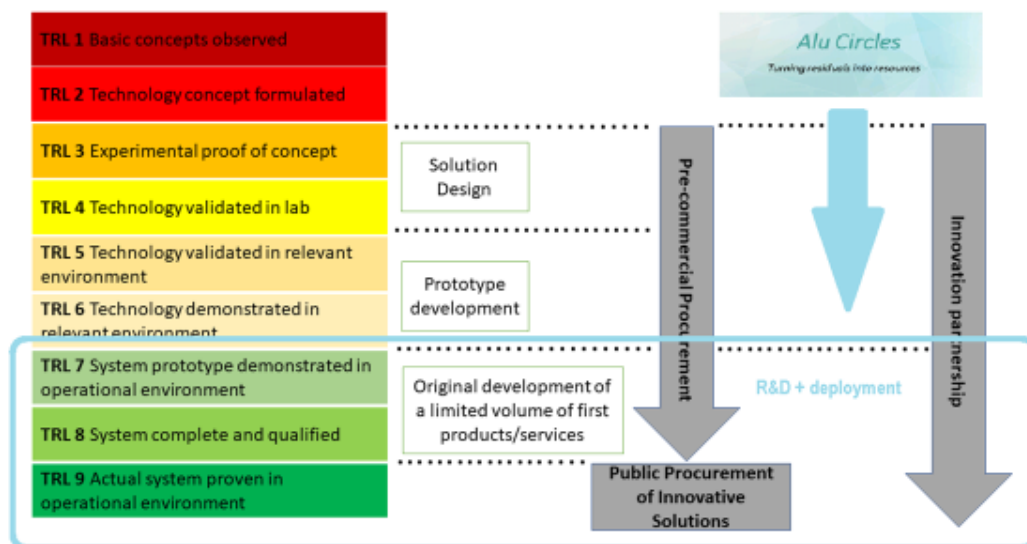 TRL 1 Basic concepts observed
TRL 2 Technology concept formulated
TRL 3 Experimental proof of concept
TRL 4 Technology validated in lab
TRL 5 Technology validated in relevant
environment
TRL 6 Technology demonstrated in
relevant environment
TRL 7 System prototype demonstrated in
operational environment
TRL 8 System complete and qualified
TRL 9 Actual system proven in
operational environment
Solution
Design
Prototype
development
Original development of
a limited volume of first
products/services
Pre-commercial Procurement
Public Procurement
of Innovative
Solutions
Alu Circles
Turning residuals into resources
R&D + deployment
Innovation partnership